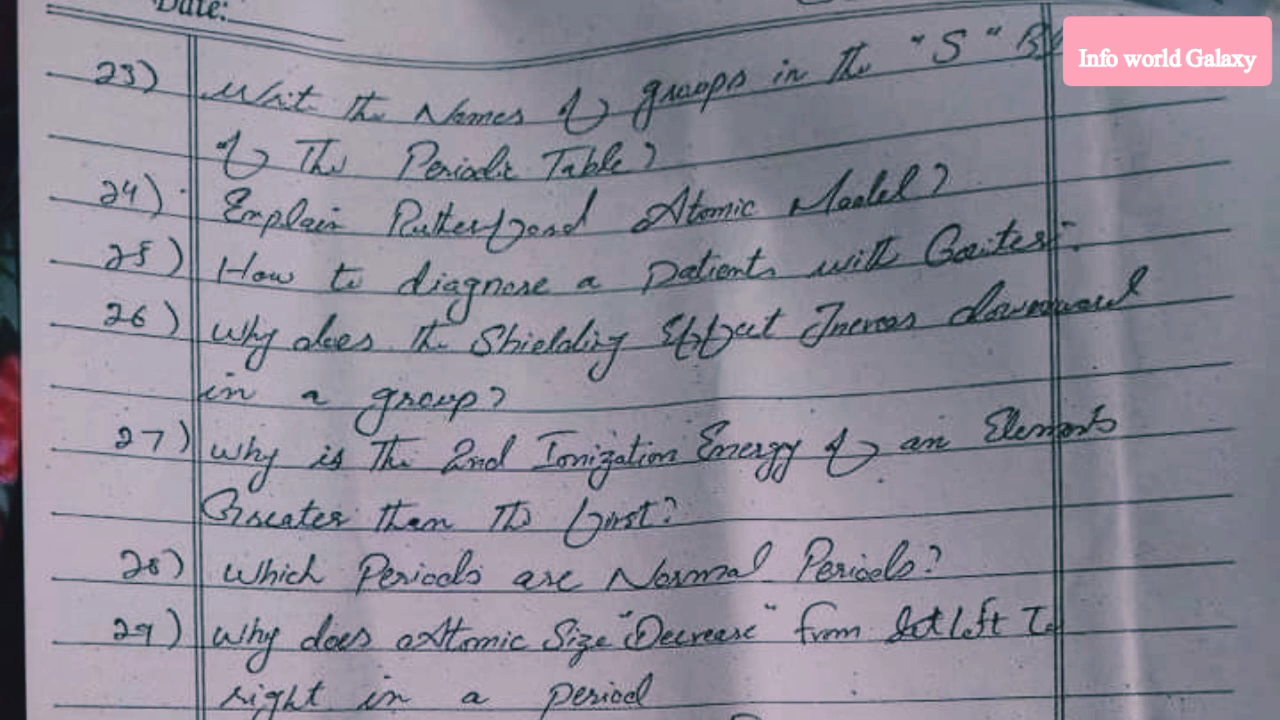 Date:
Info world Galaxy
23) Write the Names of groups in the "S" Bl
of The Periodic Table?
24) Explain Rutherford Atomic Model?
25) How to diagnose a patients with Goiter:
26) why does the Shielding Effect Increas downward
in a group?
27) why is The 2nd Ionization Energy of an Elements
Greater than the first?
28) which Periods are Normal Periods?
29) why does Atomic Size "Decrease" from left To
right in a period